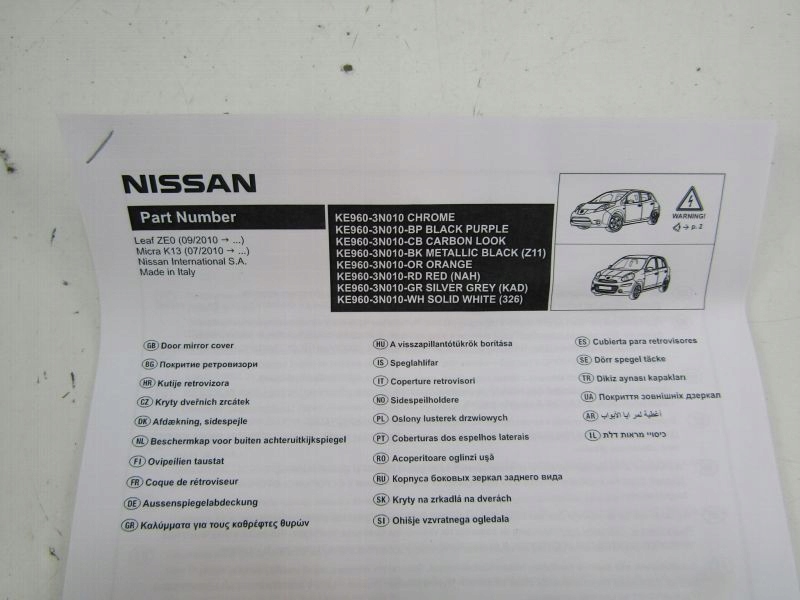 NISSAN
Part Number
Leaf ZE0 (09/2010 → ...)
Micra K13 (07/2010 → ...)
Nissan International S.A.
Made in Italy
KE960-3N010 CHROME
KE960-3N010-BP BLACK PURPLE
KE960-3N010-CB CARBON LOOK
KE960-3N010-BK METALLIC BLACK (Z11)
KE960-3N010-OR ORANGE
KE960-3N010-RD RED (NAH)
KE960-3N010-GR SILVER GREY (KAD)
KE960-3N010-WH SOLID WHITE (326)
WARNING!
→ p. 2
GB Door mirror cover
BG Покритие ретровизори
HR Kutije retrovizora
CZ Kryty dveřních zrcátek
DK Afdækning, sidespejle
NL Beschermkap voor buiten achteruitkijkspiegel
FI Ovipeilien taustat
FR Coque de rétroviseur
DE Aussenspiegelabdeckung
GR Καλύμματα για τους καθρέφτες θυρών
HU A visszapillantótükrök borítása
IS Speglahlífar
IT Coperture retrovisori
NO Sidespeilholdere
PL Osłony lusterek drzwiowych
PT Coberturas dos espelhos laterais
RO Acoperitoare oglinzi uşă
RU Корпуса боковых зеркал заднего вида
SK Kryty na zrkadlá na dverách
SI Ohišje vzvratnega ogledala
ES Cubierta para retrovisores
SE Dörr spegel täcke
TR Dikiz aynası kapakları
UA Покриття зовнішніх дзеркал
AR أغطية لمرايا الأبواب
IL כיסויי מראות דלת